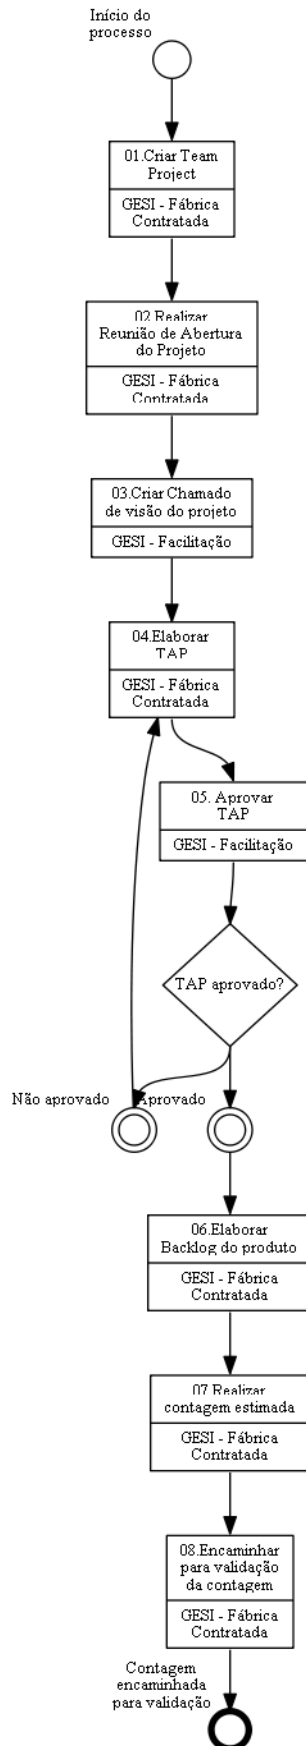 Início do
processo
01.Criar Team
Project
GESI - Fábrica
Contratada
02.Realizar
Reunião de Abertura
do Projeto
GESI - Fábrica
Contratada
03.Criar Chamado
de visão do projeto
GESI - Facilitação
04.Elaborar
TAP
GESI - Fábrica
Contratada
05. Aprovar
TAP
GESI - Facilitação
TAP aprovado?
Não aprovado
Aprovado
06.Elaborar
Backlog do produto
GESI - Fábrica
Contratada
07.Realizar
contagem estimada
GESI - Fábrica
Contratada
08.Encaminhar
para validação
da contagem
GESI - Fábrica
Contratada
Contagem
encaminhada
para validação